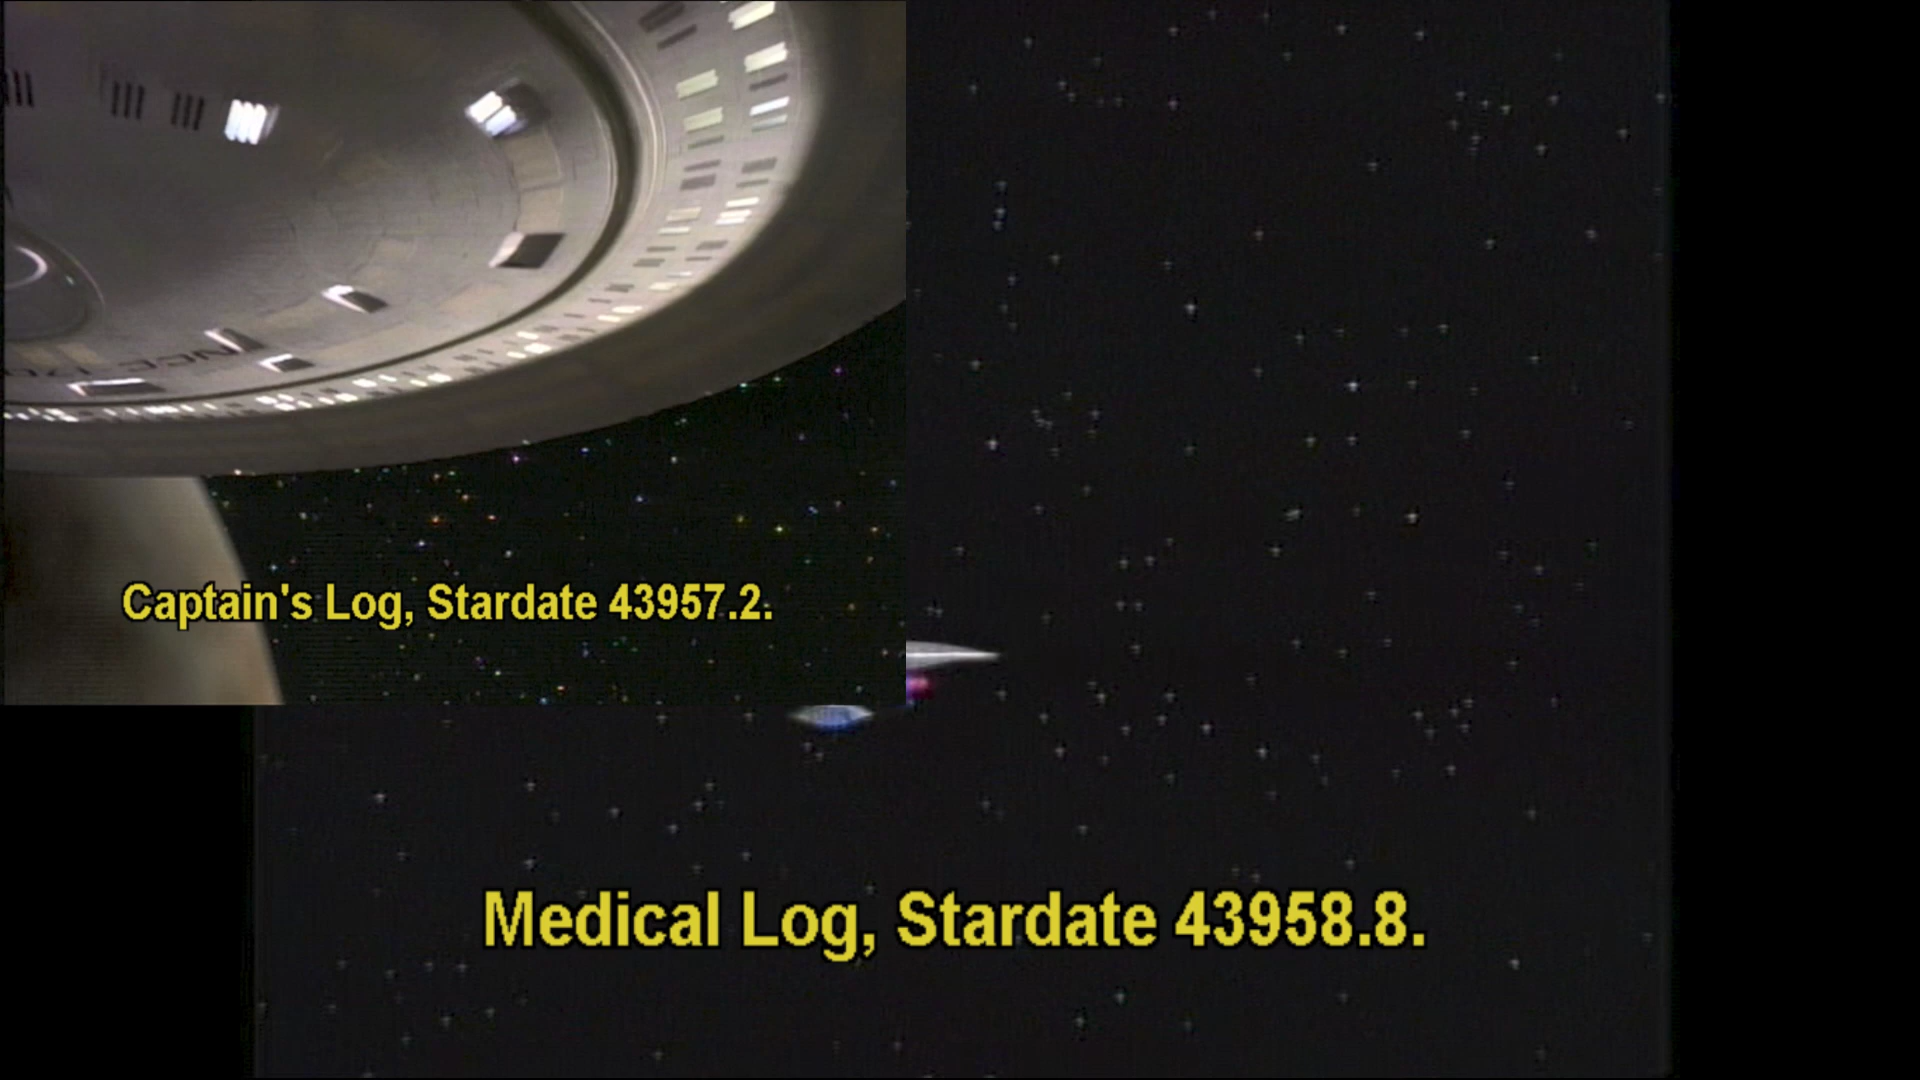 Captain's Log, Stardate 43957.2.
Medical Log, Stardate 43958.8.